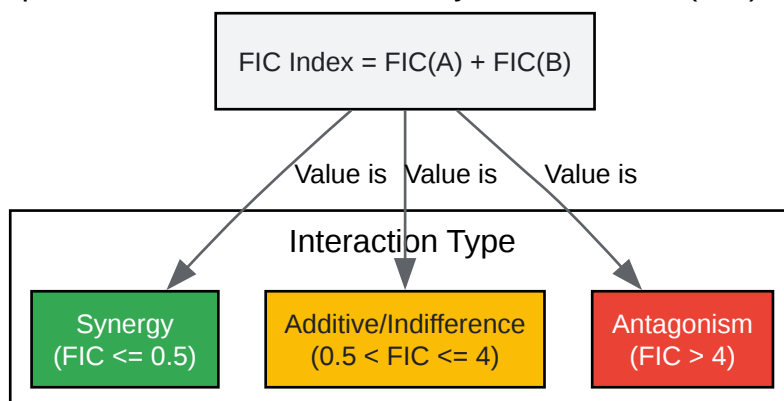 FIC Index = FIC(A) + FIC(B)
Value is Value is Value is
Interaction Type
Synergy
(FIC <= 0.5)
Additive/Indifference
(0.5 < FIC <= 4)
Antagonism
(FIC > 4)